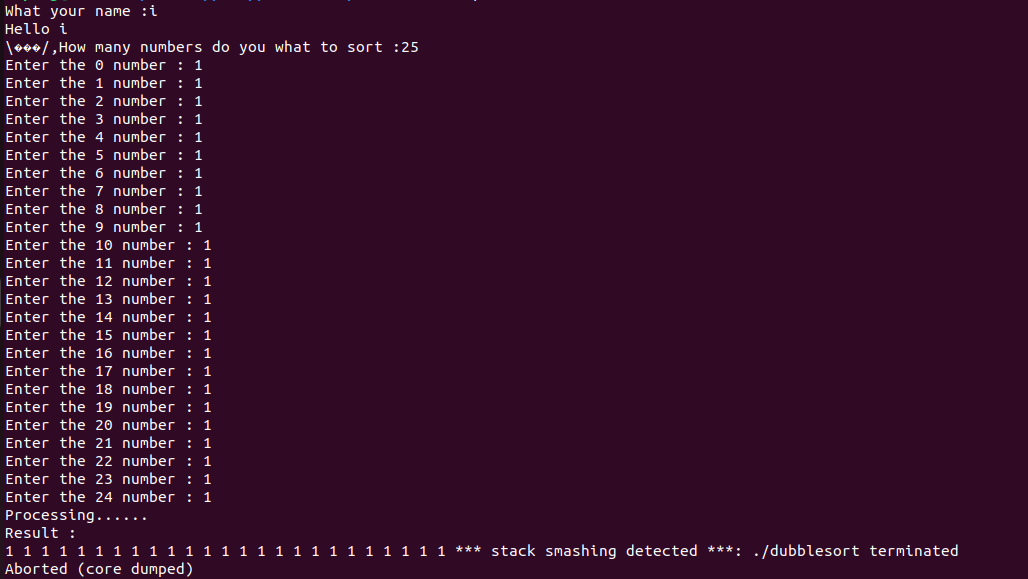 What your name :i
Hello i
\���/,How many numbers do you what to sort :25
Enter the 0 number : 1
Enter the 1 number : 1
Enter the 2 number : 1
Enter the 3 number : 1
Enter the 4 number : 1
Enter the 5 number : 1
Enter the 6 number : 1
Enter the 7 number : 1
Enter the 8 number : 1
Enter the 9 number : 1
Enter the 10 number : 1
Enter the 11 number : 1
Enter the 12 number : 1
Enter the 13 number : 1
Enter the 14 number : 1
Enter the 15 number : 1
Enter the 16 number : 1
Enter the 17 number : 1
Enter the 18 number : 1
Enter the 19 number : 1
Enter the 20 number : 1
Enter the 21 number : 1
Enter the 22 number : 1
Enter the 23 number : 1
Enter the 24 number : 1
Processing......
Result :
1 1 1 1 1 1 1 1 1 1 1 1 1 1 1 1 1 1 1 1 1 1 1 1 1 *** stack smashing detected ***: ./dubblesort terminated
Aborted (core dumped)